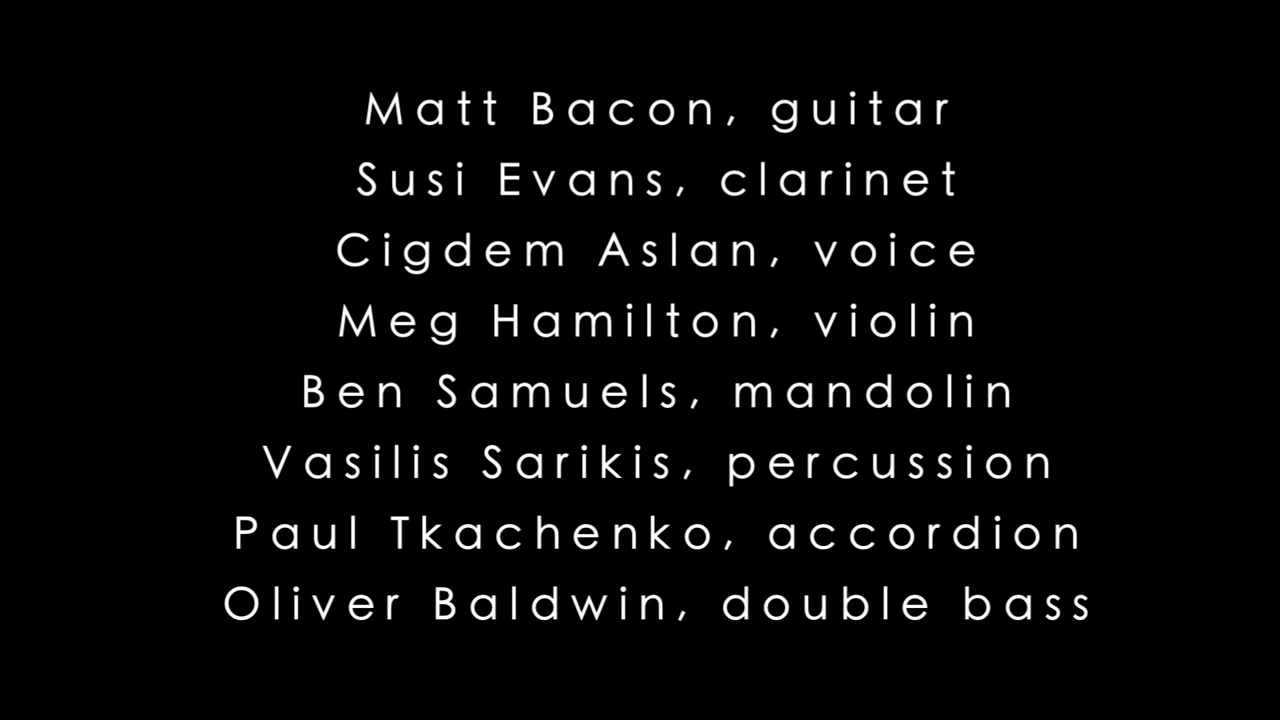 Matt Bacon, guitar
Susi Evans, clarinet
Cigdem Aslan, voice
Meg Hamilton, violin
Ben Samuels, mandolin
Vasilis Sarikis, percussion
Paul Tkachenko, accordion
Oliver Baldwin, double bass